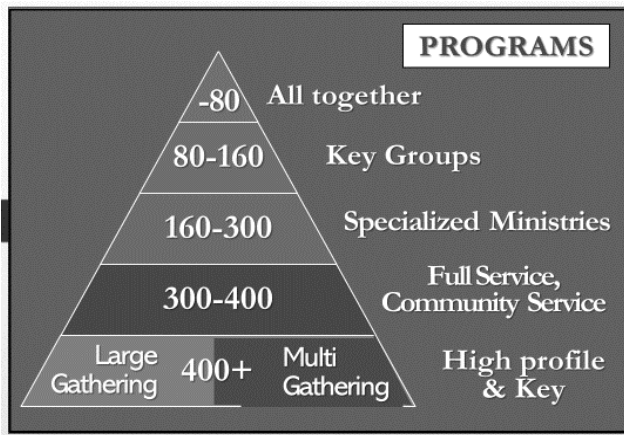 PROGRAMS
-80 All together
80-160 Key Groups
160-300 Specialized Ministries
300-400
Full Service,
Community Service
Large
Gathering
400+
Multi
Gathering
High profile
& Key